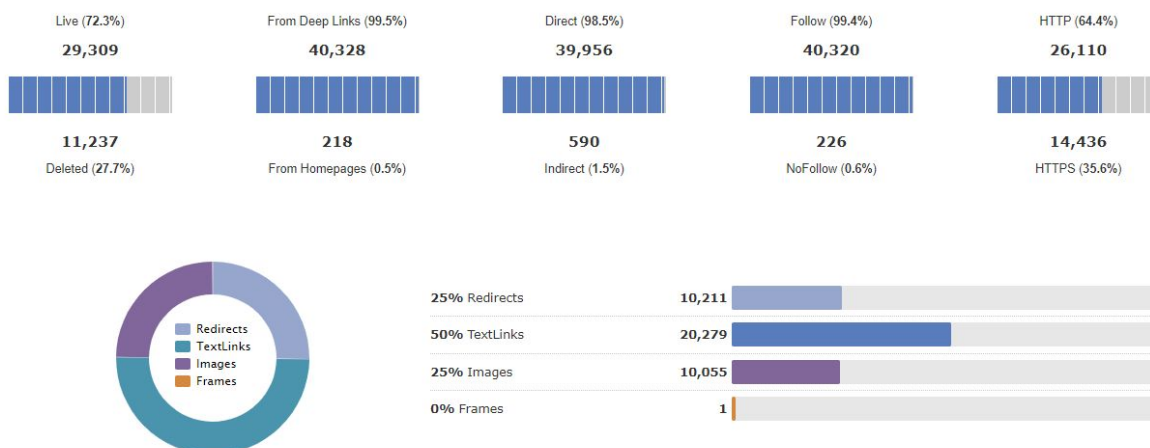 Live (72.3%) From Deep Links (99.5%) Direct (98.5%) Follow (99.4%) HTTP (64.4%)
29,309 40,328 39,956 40,320 26,110
11,237 218 590 226 14,436
Deleted (27.7%) From Homepages (0.5%) Indirect (1.5%) NoFollow (0.6%) HTTPS (35.6%)
Redirects
TextLinks
Images
Frames
25% Redirects 10,211
50% TextLinks 20,279
25% Images 10,055
0% Frames 1